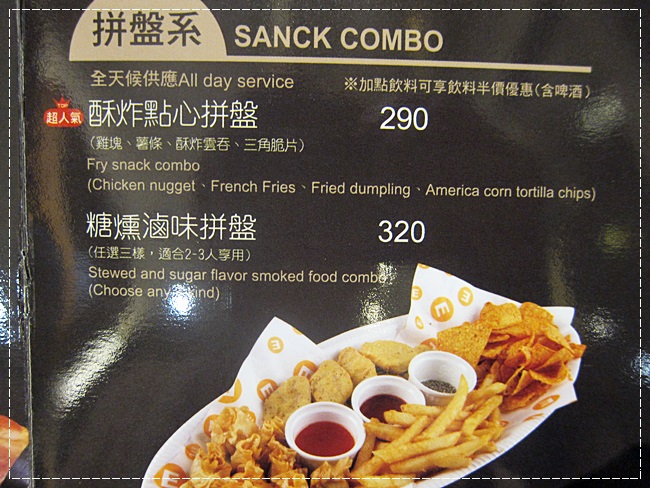 拼盤系 SANCK COMBO
全天候供應All day service ※加點飲料可享飲料半價優惠(含啤酒)
TOP
超人氣 酥炸點心拼盤 290
(雞塊、薯條、酥炸雲吞、三角脆片)
Fry snack combo
(Chicken nugget、French Fries、Fried dumpling、America corn tortilla chips)
糖燻滷味拼盤 320
(任選三樣，適合2-3人享用)
Stewed and sugar flavor smoked food combo
(Choose any kind)